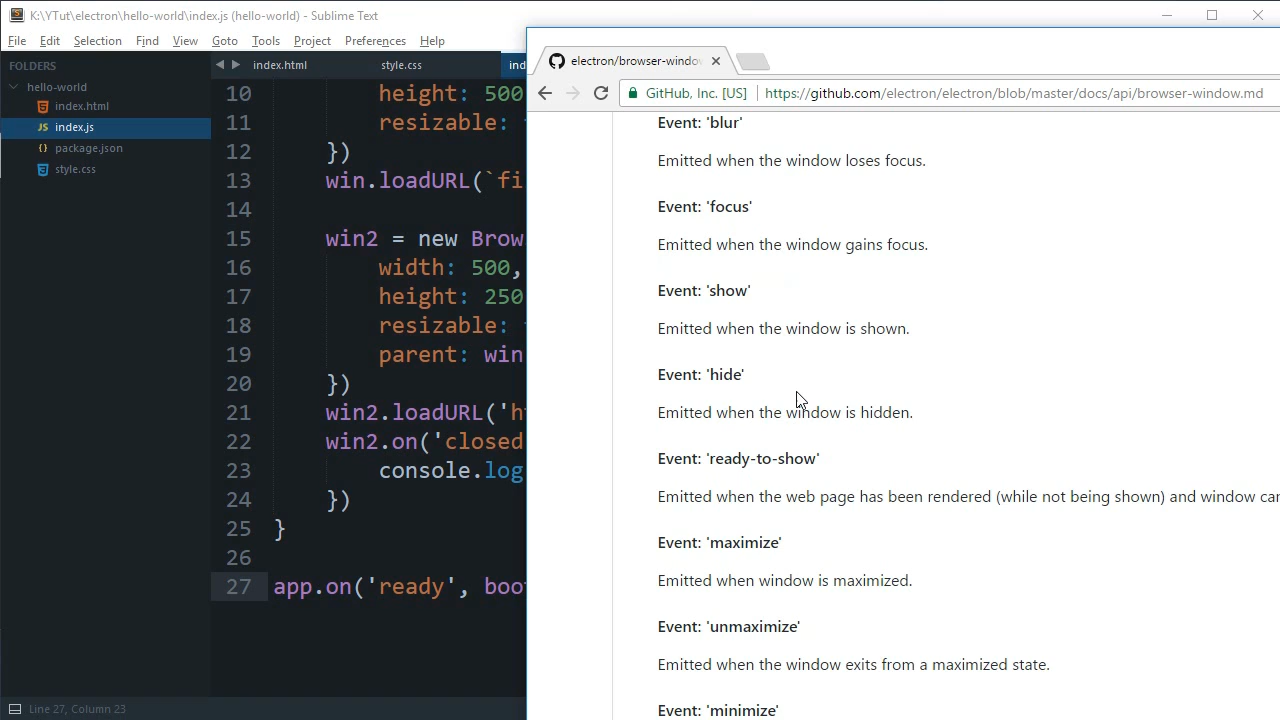 K:\YTut\electron\hello-world\index.js (hello-world) - Sublime Text
File Edit Selection Find View Goto Tools Project Preferences Help
FOLDERS
hello-world
index.html
JS index.js
package.json
style.css
index.html style.css ind
10 height: 500
11 resizable:
12 })
13 win.loadURL(`fi
14
15 win2 = new Brow
16 width: 500,
17 height: 250
18 resizable:
19 parent: win
20 })
21 win2.loadURL('ht
22 win2.on('closed
23 console.log
24 })
25 }
26
27 app.on('ready', boo
Line 27, Column 23
electron/browser-window
GitHub, Inc. [US] https://github.com/electron/electron/blob/master/docs/api/browser-window.md
Event: 'blur'
Emitted when the window loses focus.
Event: 'focus'
Emitted when the window gains focus.
Event: 'show'
Emitted when the window is shown.
Event: 'hide'
Emitted when the window is hidden.
Event: 'ready-to-show'
Emitted when the web page has been rendered (while not being shown) and window can
Event: 'maximize'
Emitted when window is maximized.
Event: 'unmaximize'
Emitted when the window exits from a maximized state.
Event: 'minimize'